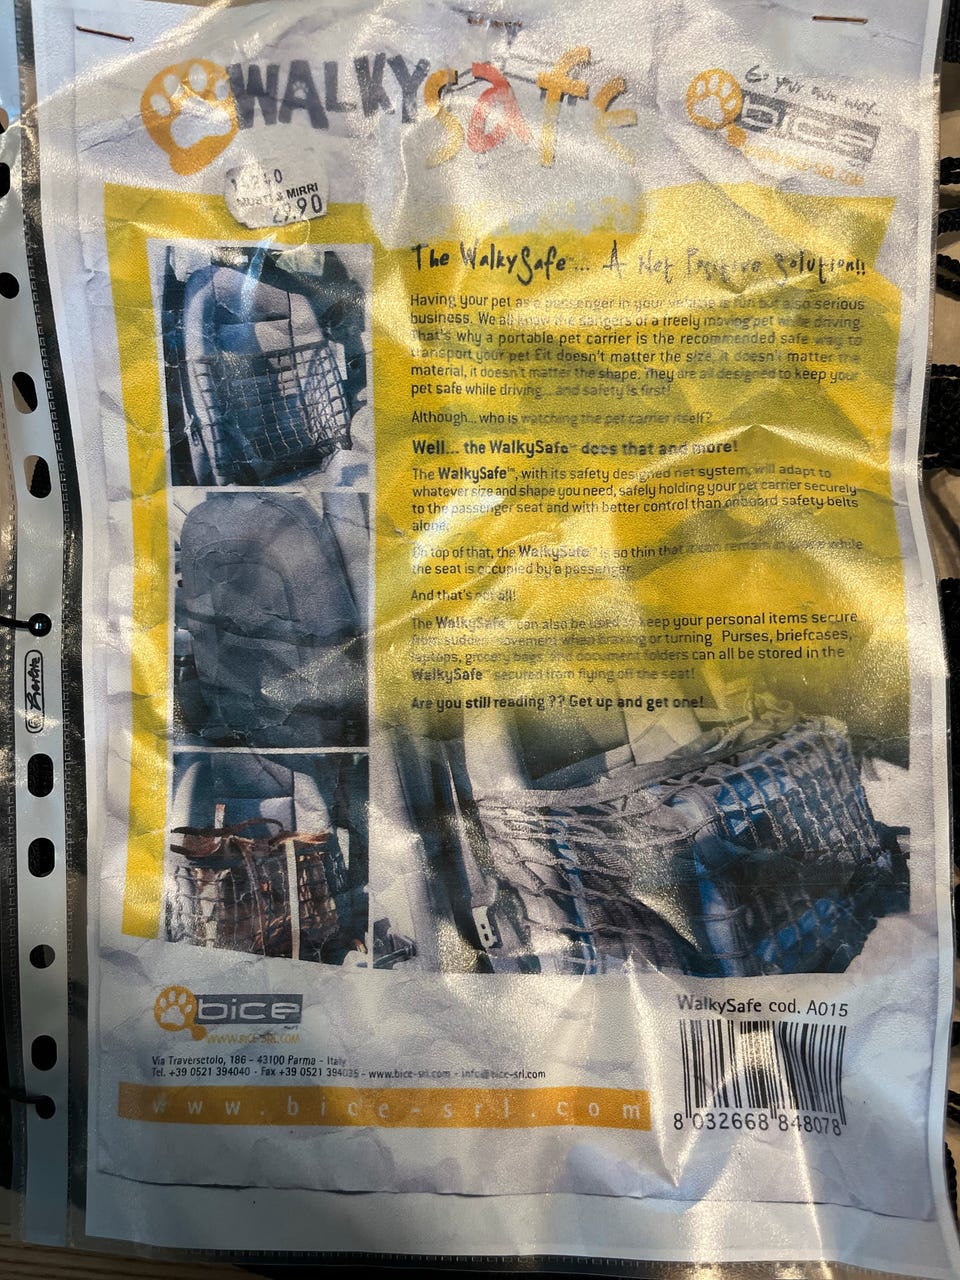 WALKY safe
Go your own way...
bice
29.90
The WalkySafe... A Net Positive Solution!!
Having your pet as a passenger in your vehicle is fun but also serious
business. We all know the dangers of a freely moving pet while driving.
That's why a portable pet carrier is the recommended safe way to
transport your pet Eit doesn't matter the size, it doesn't matter the
material, it doesn't matter the shape. They are all designed to keep your
pet safe while driving... and safety is first!
Although... who is watching the pet carrier itself?
Well... the WalkySafe™ does that and more!
The WalkySafe™, with its safety designed net system, will adapt to
whatever size and shape you need, safely holding your pet carrier securely
to the passenger seat and with better control than onboard safety belts
alone.
On top of that, the WalkySafe™ is so thin that it can remain in place while
the seat is occupied by a passenger.
And that's not all!
The WalkySafe™ can also be used to keep your personal items secure
from sudden movement when braking or turning. Purses, briefcases,
laptops, grocery bags, and document folders can all be stored in the
WalkySafe™ secured from flying off the seat!
Are you still reading ?? Get up and get one!
Berlitz
bice
WWW.BICE-SRL.COM
Via Traversetolo, 186 - 43100 Parma - Italy
Tel. +39 0521 394040 - Fax +39 0521 394035 - www.bice-srl.com - info@bice-srl.com
www.bice-srl.com
WalkySafe cod. A015
8 032668 848078